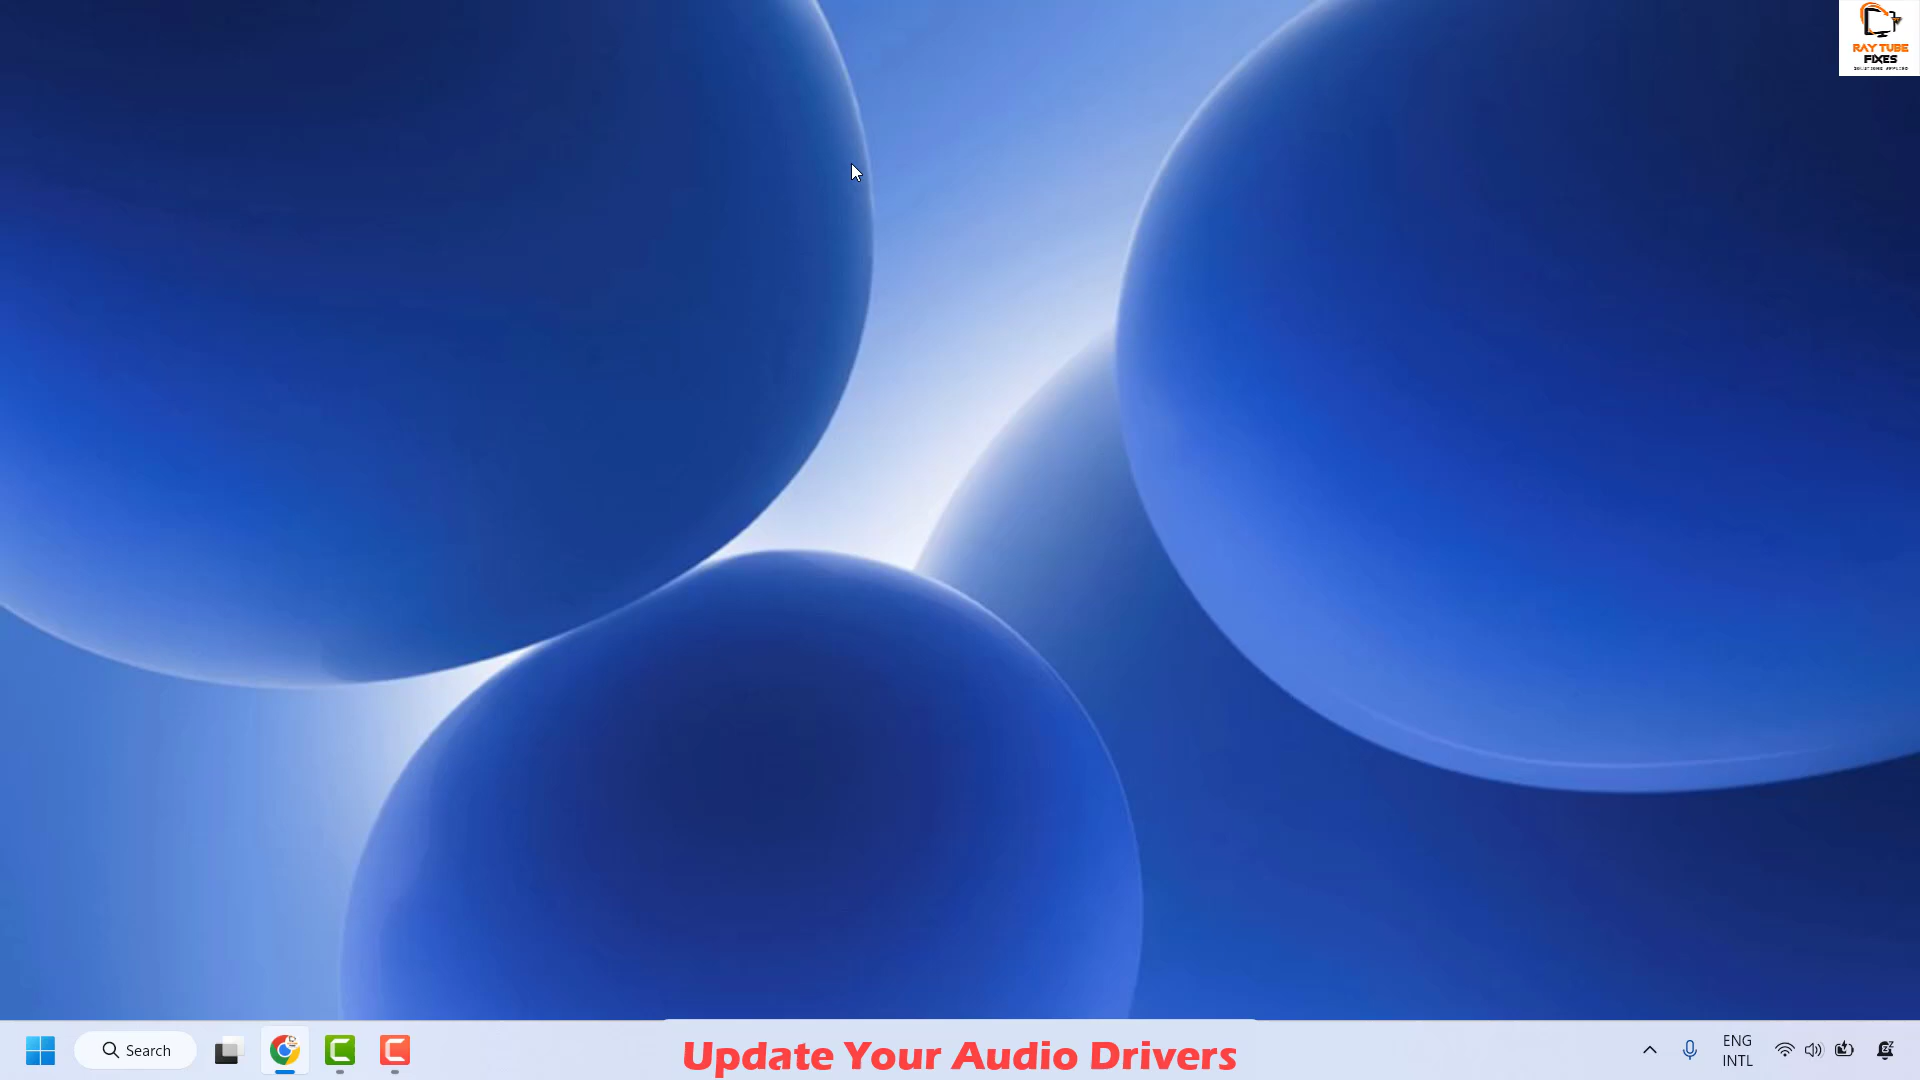 RAY TUBE
FIXES
Search
Update Your Audio Drivers
ENG
INTL